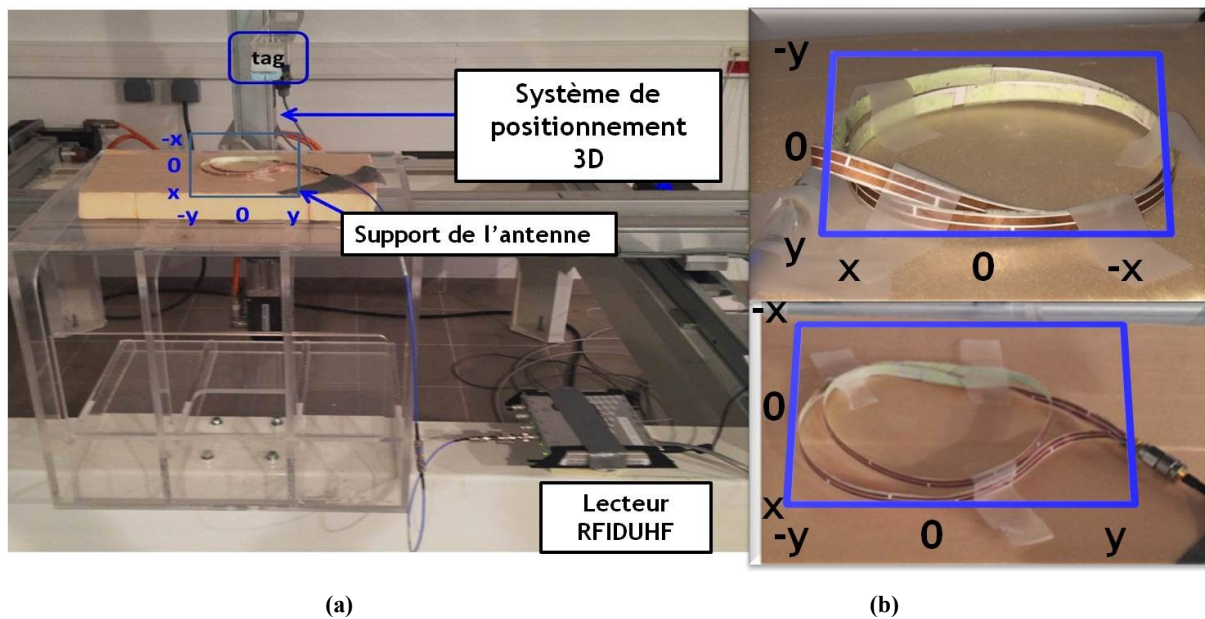 tag
Système de
positionnement
3D
-x
0
x
-y 0 y
Support de l'antenne
Lecteur
RFIDUHF
-y
0
y
x 0 -x
-x
0
x
-y 0 y
(a) (b)